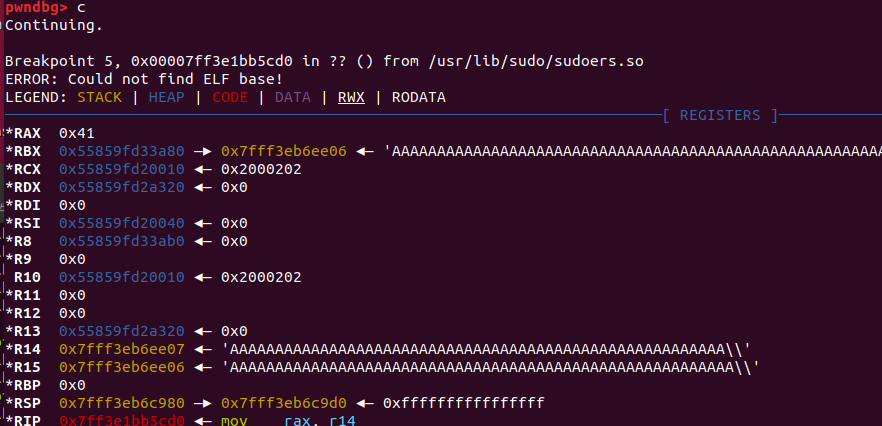 pwndbg> c
Continuing.
Breakpoint 5, 0x00007ff3e1bb5cd0 in ?? () from /usr/lib/sudo/sudoers.so
ERROR: Could not find ELF base!
LEGEND: STACK | HEAP | CODE | DATA | RWX | RODATA
[ REGISTERS ]
*RAX  0x41
*RBX  0x55859fd33a80 —▸ 0x7fff3eb6ee06 ◂— 'AAAAAAAAAAAAAAAAAAAAAAAAAAAAAAAAAAAAAAAAAAAAAAAAAAAAAAA
*RCX  0x55859fd20010 ◂— 0x2000202
*RDX  0x55859fd2a320 ◂— 0x0
*RDI  0x0
*RSI  0x55859fd20040 ◂— 0x0
*R8   0x55859fd33ab0 ◂— 0x0
*R9   0x0
 R10  0x55859fd20010 ◂— 0x2000202
*R11  0x0
*R12  0x0
*R13  0x55859fd2a320 ◂— 0x0
*R14  0x7fff3eb6ee07 ◂— 'AAAAAAAAAAAAAAAAAAAAAAAAAAAAAAAAAAAAAAAAAAAAAAAAAAAAAAA\\'
*R15  0x7fff3eb6ee06 ◂— 'AAAAAAAAAAAAAAAAAAAAAAAAAAAAAAAAAAAAAAAAAAAAAAAAAAAAAAAA\\'
*RBP  0x0
*RSP  0x7fff3eb6c980 —▸ 0x7fff3eb6c9d0 ◂— 0xffffffffffffffff
*RIP  0x7ff3e1bb5cd0 ◂— mov    rax, r14